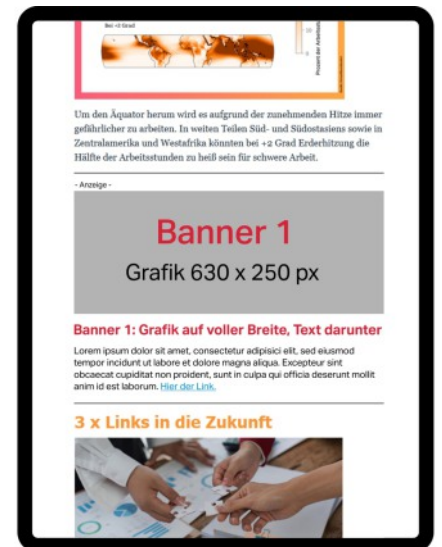 Bei +2 Grad
Prozent der Arbeitsstu
Um den Äquator herum wird es aufgrund der zunehmenden Hitze immer
gefährlicher zu arbeiten. In weiten Teilen Süd- und Südostasiens sowie in
Zentralamerika und Westafrika könnten bei +2 Grad Erderhitzung die
Hälfte der Arbeitsstunden zu heiß sein für schwere Arbeit.
- Anzeige -
Banner 1
Grafik 630 x 250 px
Banner 1: Grafik auf voller Breite, Text darunter
Lorem ipsum dolor sit amet, consectetur adipisici elit, sed eiusmod
tempor incidunt ut labore et dolore magna aliqua. Excepteur sint
obcaecat cupiditat non proident, sunt in culpa qui officia deserunt mollit
anim id est laborum. Hier der Link.
3 x Links in die Zukunft